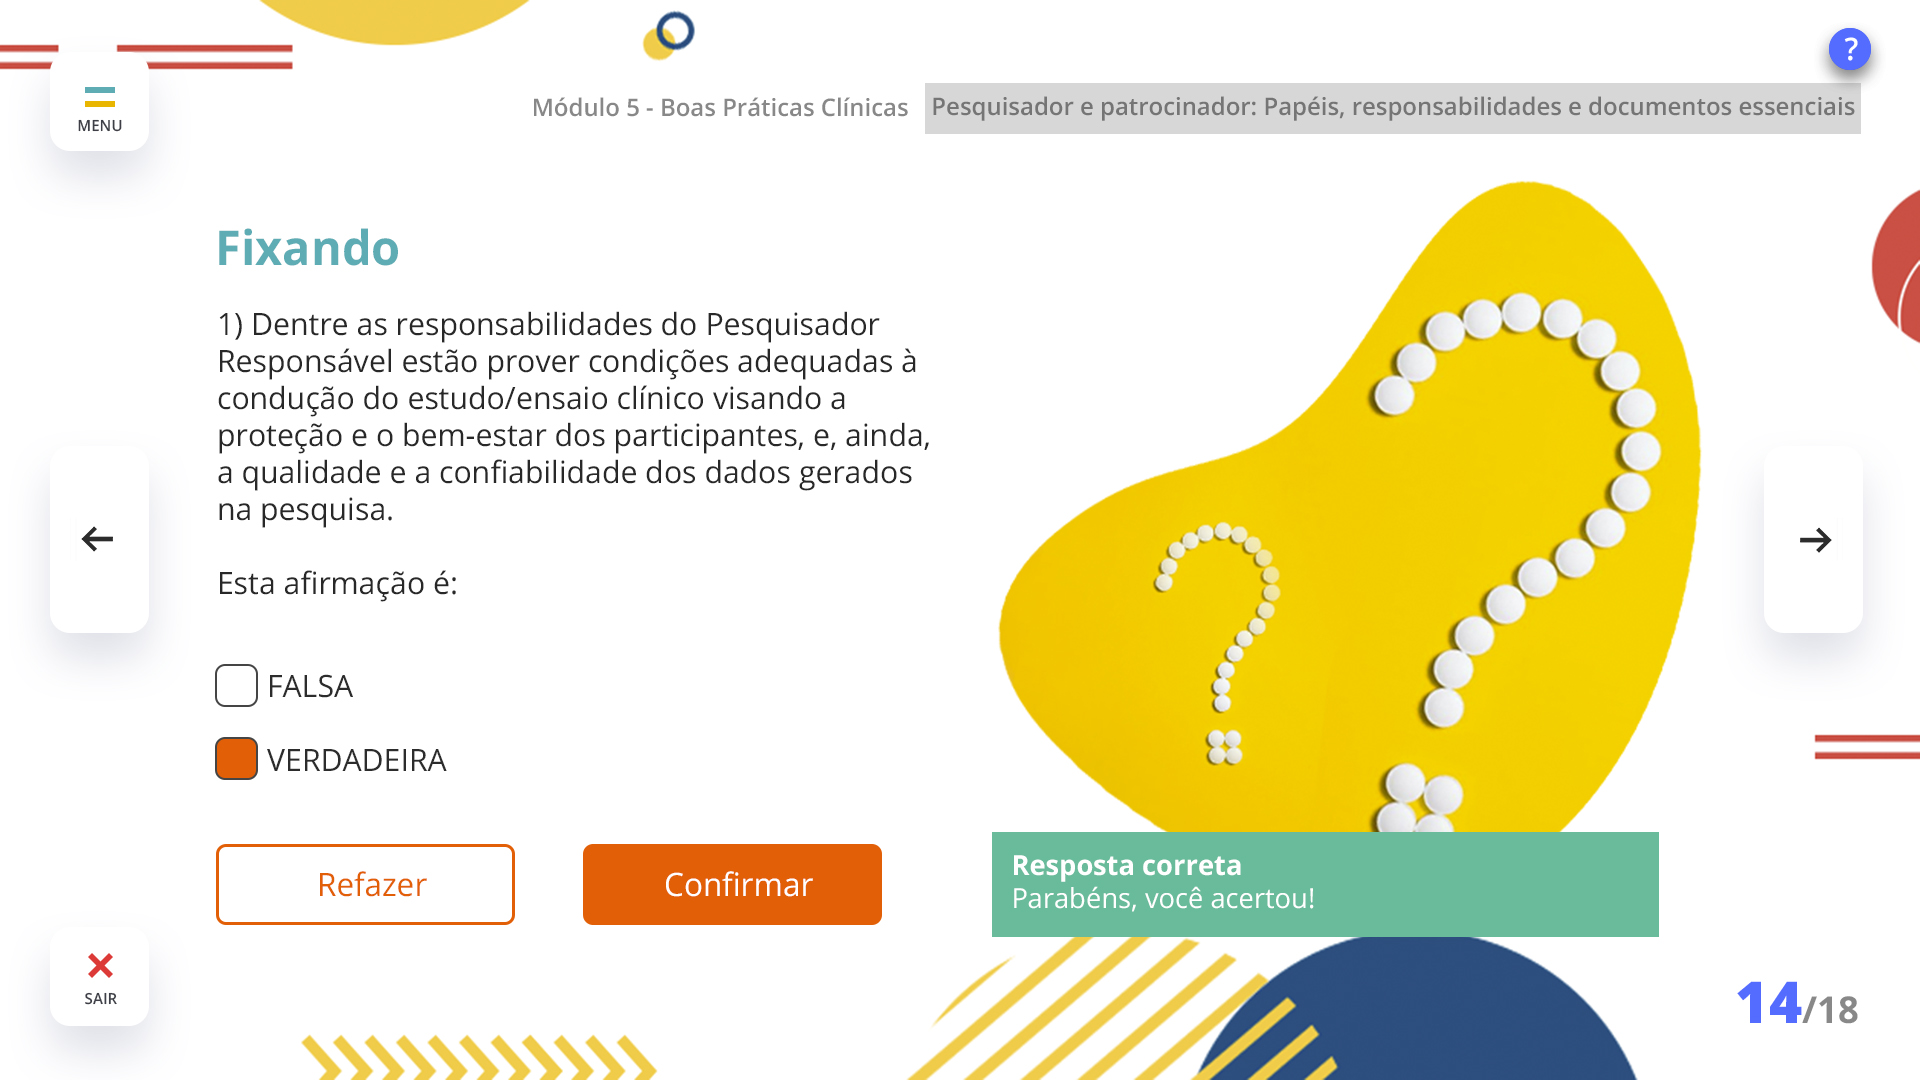 ?
MENU
Módulo 5 - Boas Práticas Clínicas
Pesquisador e patrocinador: Papéis, responsabilidades e documentos essenciais
Fixando
1) Dentre as responsabilidades do Pesquisador
Responsável estão prover condições adequadas à
condução do estudo/ensaio clínico visando a
proteção e o bem-estar dos participantes, e, ainda,
a qualidade e a confiabilidade dos dados gerados
na pesquisa.
Esta afirmação é:
FALSA
VERDADEIRA
Refazer
Confirmar
Resposta correta
Parabéns, você acertou!
SAIR
14/18